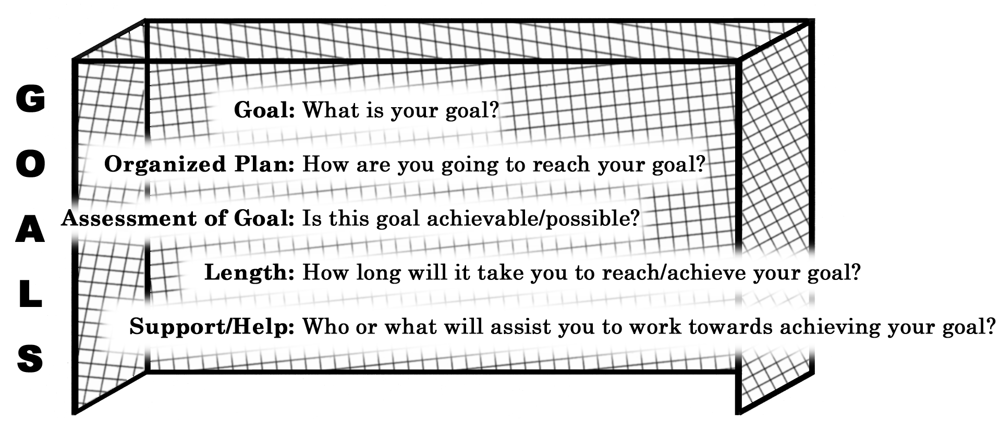 G
Goal: What is your goal?
O
Organized Plan: How are you going to reach your goal?
A
Assessment of Goal: Is this goal achievable/possible?
L
Length: How long will it take you to reach/achieve your goal?
S
Support/Help: Who or what will assist you to work towards achieving your goal?